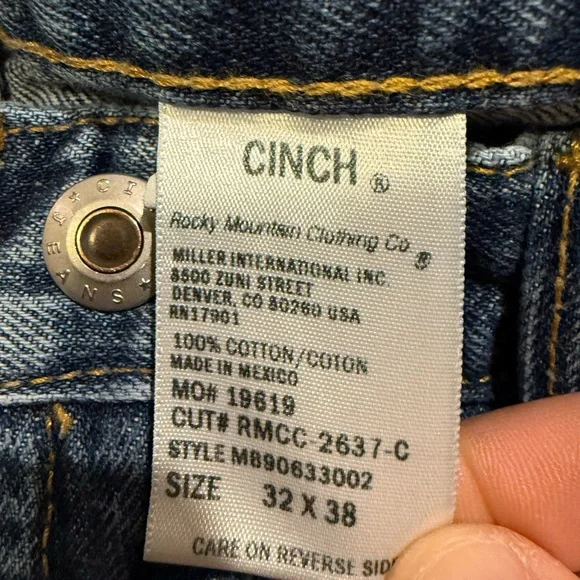 CINCH ®
Rocky Mountain Clothing Co ®
MILLER INTERNATIONAL INC.
8500 ZUNI STREET
DENVER, CO 80260 USA
RN17901
100% COTTON/COTON
MADE IN MEXICO
MO# 19619
CUT# RMCC-2637-C
STYLE MB90633002
SIZE 32 X 38
CARE ON REVERSE SIDE